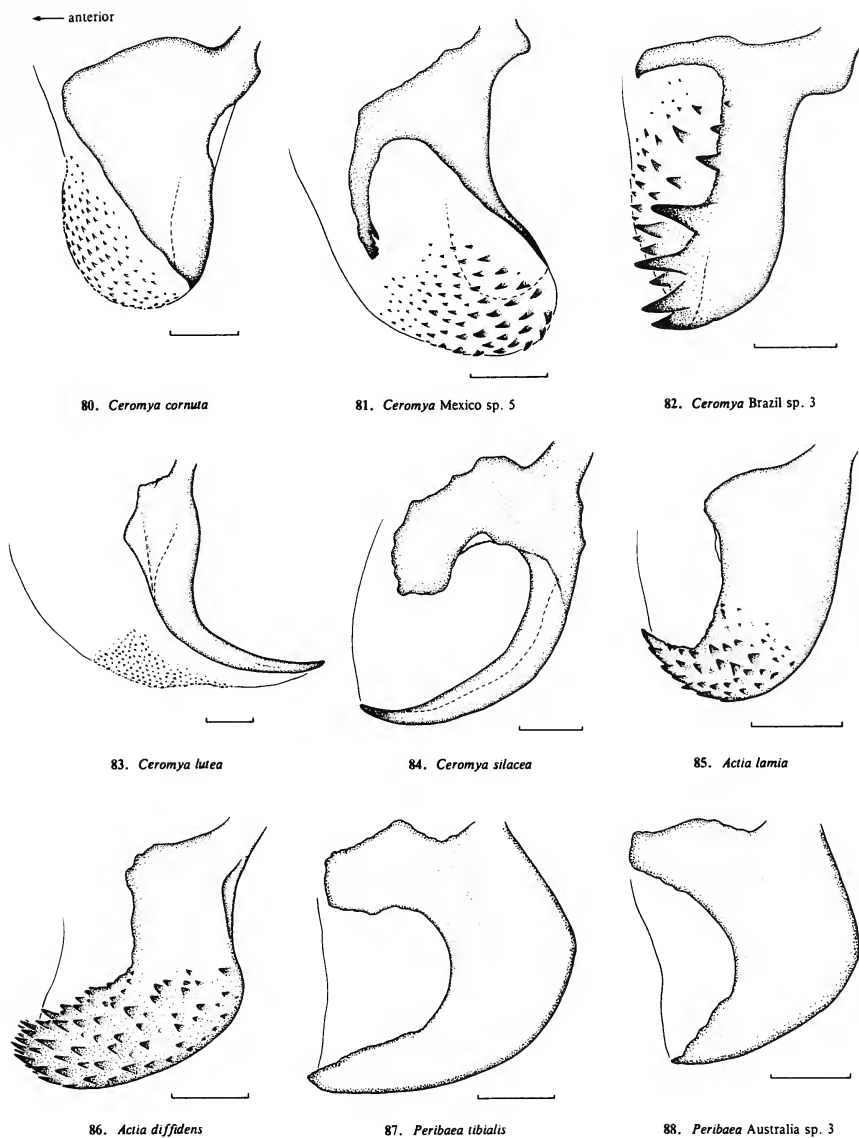 ← anterior
80. Ceromya cornuta
81. Ceromya Mexico sp. 5
82. Ceromya Brazil sp. 3
83. Ceromya lutea
84. Ceromya silacea
85. Actia lamia
86. Actia diffidens
87. Peribaea tibialis
88. Peribaea Australia sp. 3